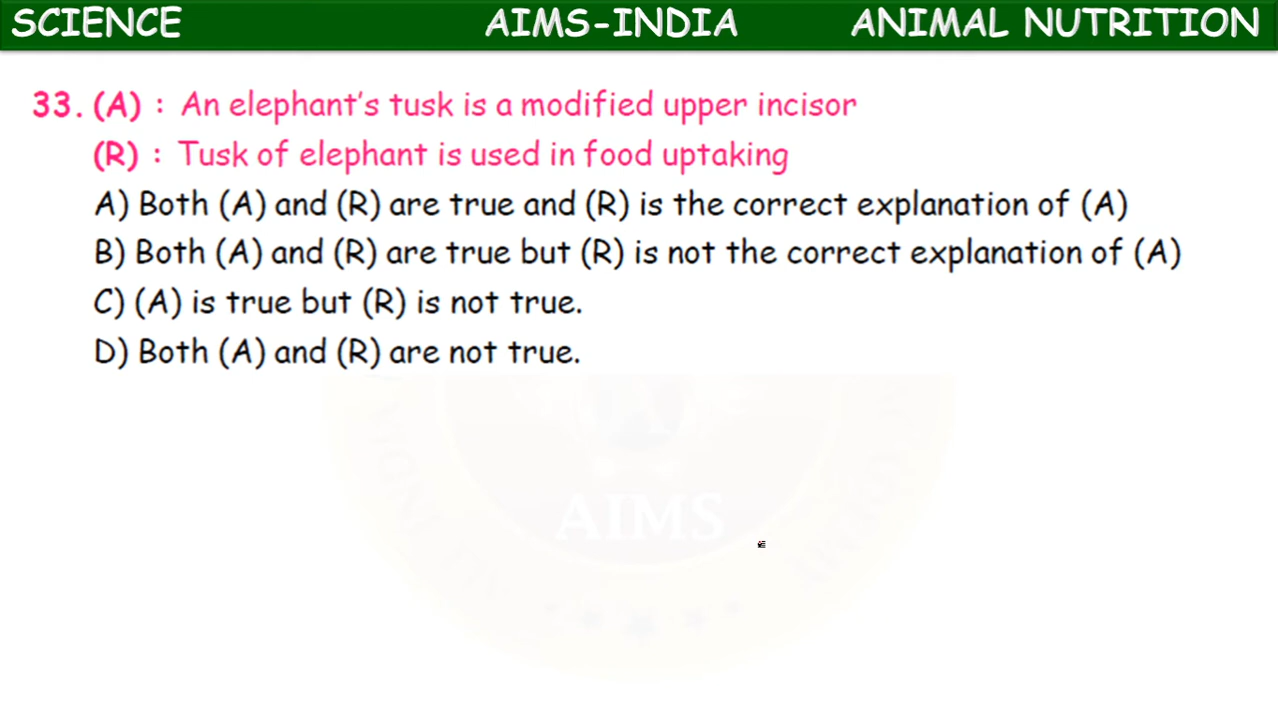 SCIENCE AIMS-INDIA ANIMAL NUTRITION
33. (A) : An elephant's tusk is a modified upper incisor
(R) : Tusk of elephant is used in food uptaking
A) Both (A) and (R) are true and (R) is the correct explanation of (A)
B) Both (A) and (R) are true but (R) is not the correct explanation of (A)
C) (A) is true but (R) is not true.
D) Both (A) and (R) are not true.
AIMS